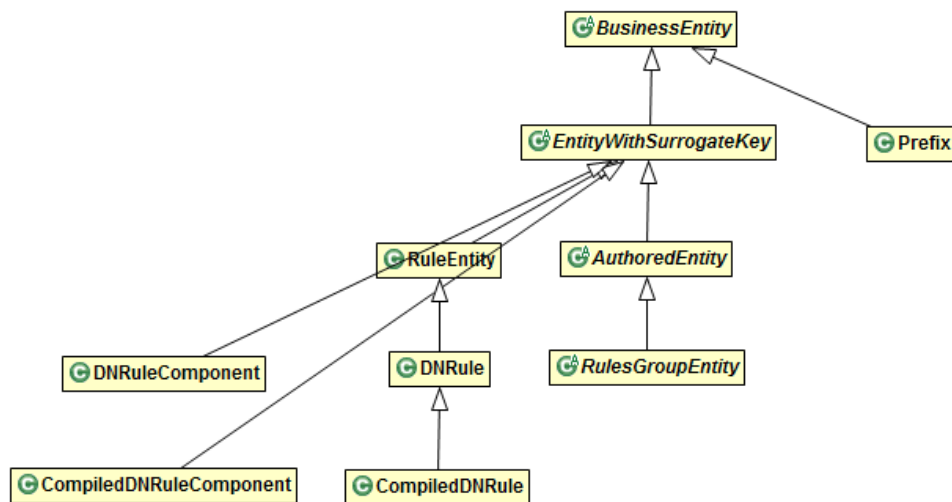 BusinessEntity
EntityWithSurrogateKey
Prefix
RuleEntity
AuthoredEntity
DNRuleComponent
DNRule
RulesGroupEntity
CompiledDNRuleComponent
CompiledDNRule